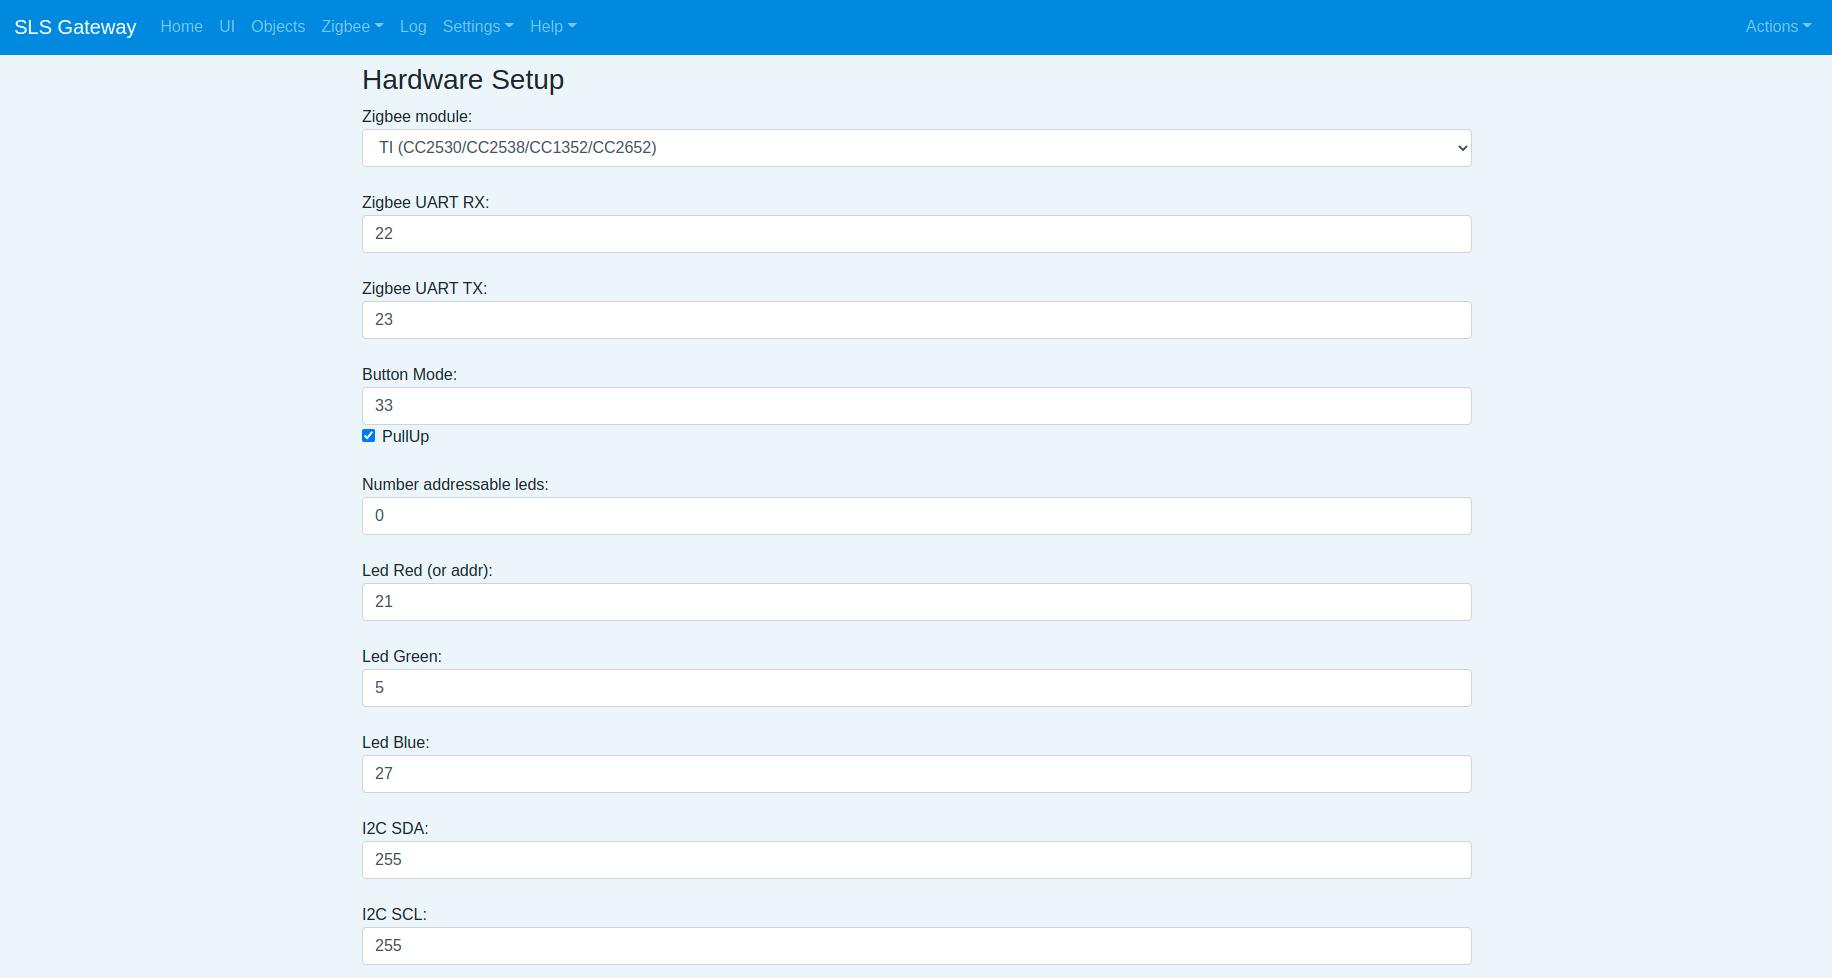 SLS Gateway Home UI Objects Zigbee Log Settings Help Actions
Hardware Setup
Zigbee module:
TI (CC2530/CC2538/CC1352/CC2652)
Zigbee UART RX:
22
Zigbee UART TX:
23
Button Mode:
33
PullUp
Number addressable leds:
0
Led Red (or addr):
21
Led Green:
5
Led Blue:
27
I2C SDA:
255
I2C SCL:
255